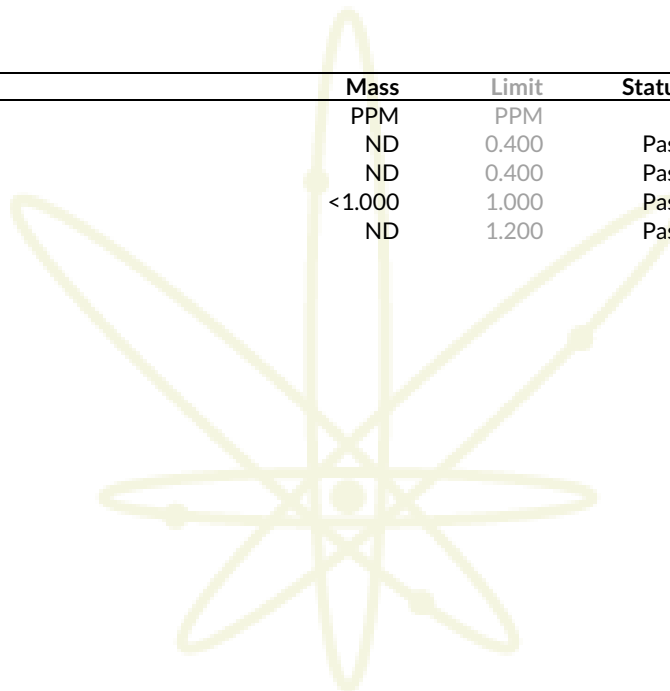 Mass Limit Statu
PPM PPM
ND 0.400 Pas
ND 0.400 Pas
<1.000 1.000 Pas
ND 1.200 Pas